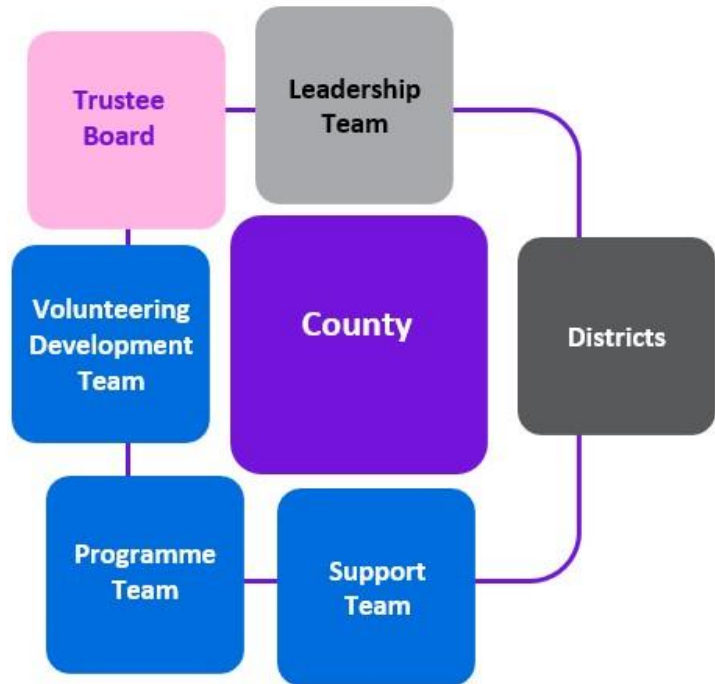 Trustee
Board
Leadership
Team
Volunteering
Development
Team
County
Districts
Programme
Team
Support
Team